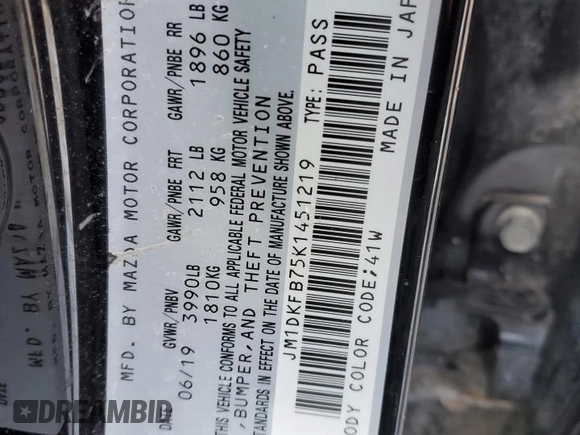 MFD. BY MAZDA MOTOR CORPORATION
DATE GVWR/PNBV GAWR/PNBE FRT GAWR/PNBE RR
06/19 3990LB 2112 LB 1896 LB
1810KG 958 KG 860 KG
THIS VEHICLE CONFORMS TO ALL APPLICABLE FEDERAL MOTOR VEHICLE SAFETY
, BUMPER, AND THEFT PREVENTION
STANDARDS IN EFFECT ON THE DATE OF MANUFACTURE SHOWN ABOVE.
JM1DKFB75K1451219 TYPE: PASS
BODY COLOR CODE;41W MADE IN JAP
DREAMBID